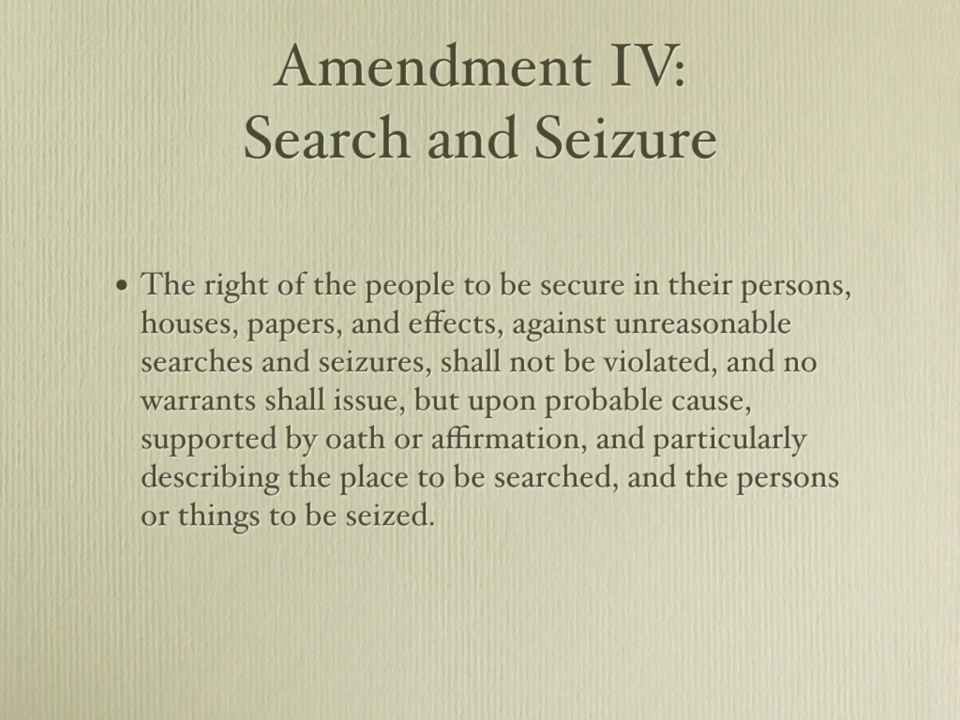 Amendment IV:
Search and Seizure
• The right of the people to be secure in their persons,
houses, papers, and effects, against unreasonable
searches and seizures, shall not be violated, and no
warrants shall issue, but upon probable cause,
supported by oath or affirmation, and particularly
describing the place to be searched, and the persons
or things to be seized.